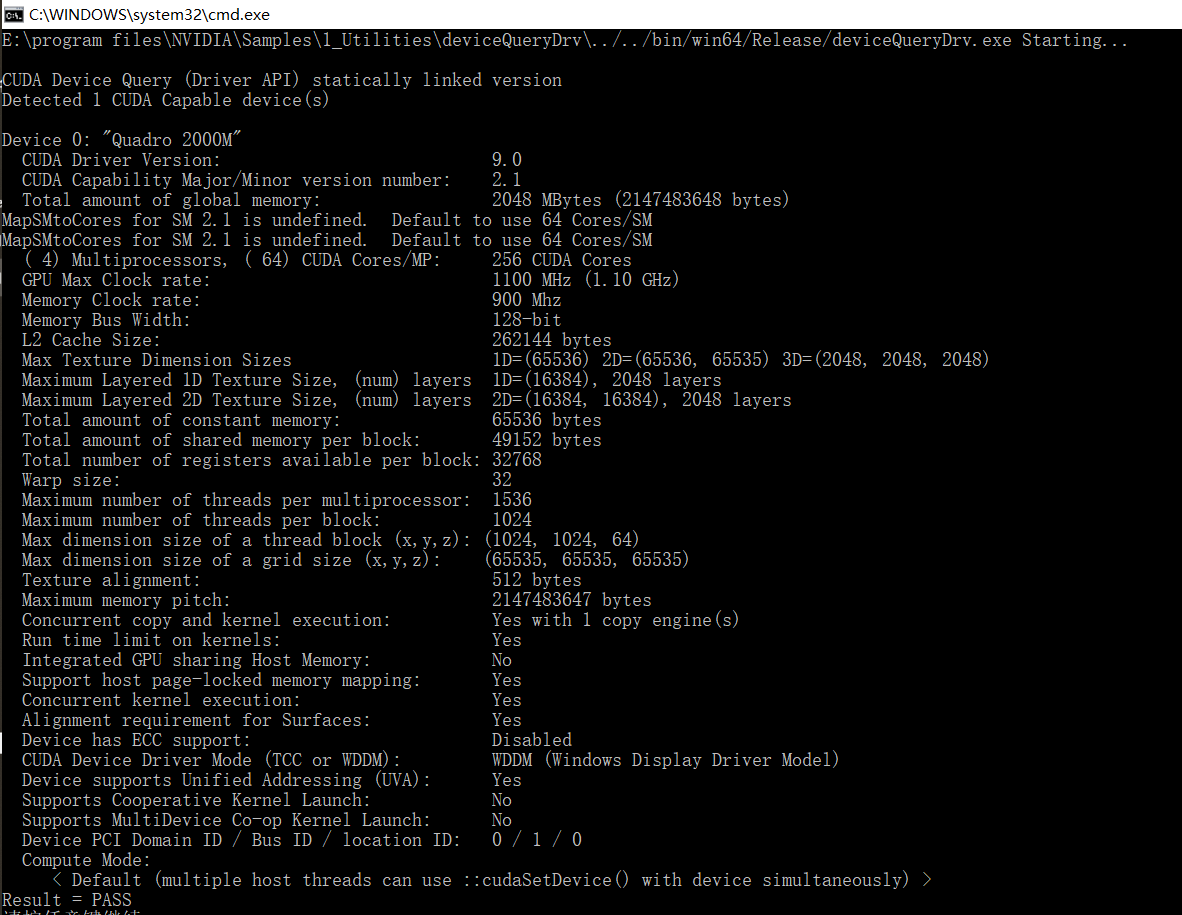 C:\WINDOWS\system32\cmd.exe
E:\program files\NVIDIA\Samples\1_Utilities\deviceQueryDrv\../../bin/win64/Release/deviceQueryDrv.exe Starting...
CUDA Device Query (Driver API) statically linked version
Detected 1 CUDA Capable device(s)
Device 0: "Quadro 2000M"
CUDA Driver Version: 9.0
CUDA Capability Major/Minor version number: 2.1
Total amount of global memory: 2048 MBytes (2147483648 bytes)
MapSMtoCores for SM 2.1 is undefined. Default to use 64 Cores/SM
MapSMtoCores for SM 2.1 is undefined. Default to use 64 Cores/SM
( 4) Multiprocessors, ( 64) CUDA Cores/MP: 256 CUDA Cores
GPU Max Clock rate: 1100 MHz (1.10 GHz)
Memory Clock rate: 900 Mhz
Memory Bus Width: 128-bit
L2 Cache Size: 262144 bytes
Max Texture Dimension Sizes 1D=(65536) 2D=(65536, 65535) 3D=(2048, 2048, 2048)
Maximum Layered 1D Texture Size, (num) layers 1D=(16384), 2048 layers
Maximum Layered 2D Texture Size, (num) layers 2D=(16384, 16384), 2048 layers
Total amount of constant memory: 65536 bytes
Total amount of shared memory per block: 49152 bytes
Total number of registers available per block: 32768
Warp size: 32
Maximum number of threads per multiprocessor: 1536
Maximum number of threads per block: 1024
Max dimension size of a thread block (x,y,z): (1024, 1024, 64)
Max dimension size of a grid size (x,y,z): (65535, 65535, 65535)
Texture alignment: 512 bytes
Maximum memory pitch: 2147483647 bytes
Concurrent copy and kernel execution: Yes with 1 copy engine(s)
Run time limit on kernels: Yes
Integrated GPU sharing Host Memory: No
Support host page-locked memory mapping: Yes
Concurrent kernel execution: Yes
Alignment requirement for Surfaces: Yes
Device has ECC support: Disabled
CUDA Device Driver Mode (TCC or WDDM): WDDM (Windows Display Driver Model)
Device supports Unified Addressing (UVA): Yes
Supports Cooperative Kernel Launch: No
Supports MultiDevice Co-op Kernel Launch: No
Device PCI Domain ID / Bus ID / location ID: 0 / 1 / 0
Compute Mode:
< Default (multiple host threads can use ::cudaSetDevice() with device simultaneously) >
Result = PASS